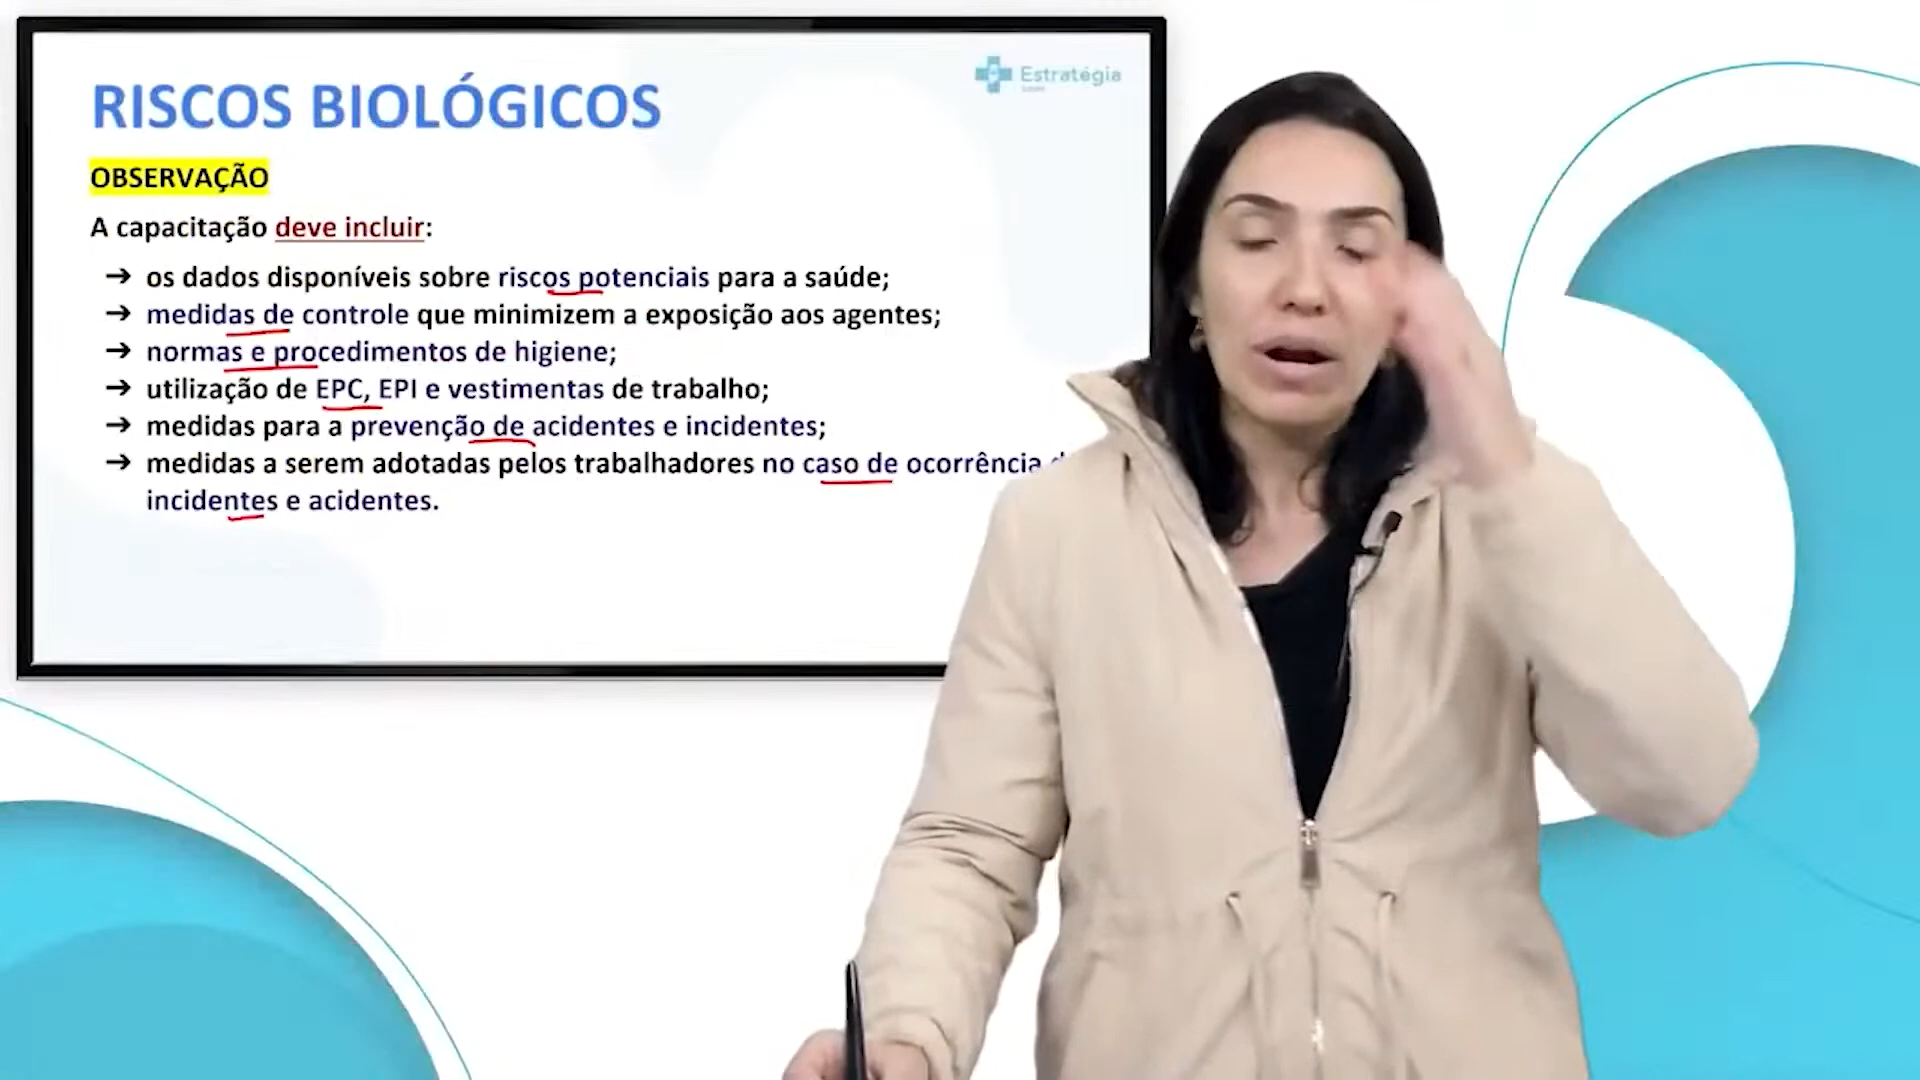 Estratégia
RISCOS BIOLÓGICOS
OBSERVAÇÃO
A capacitação deve incluir:
➔ os dados disponíveis sobre riscos potenciais para a saúde;
➔ medidas de controle que minimizem a exposição aos agentes;
➔ normas e procedimentos de higiene;
➔ utilização de EPC, EPI e vestimentas de trabalho;
➔ medidas para a prevenção de acidentes e incidentes;
➔ medidas a serem adotadas pelos trabalhadores no caso de ocorrência
incidentes e acidentes.